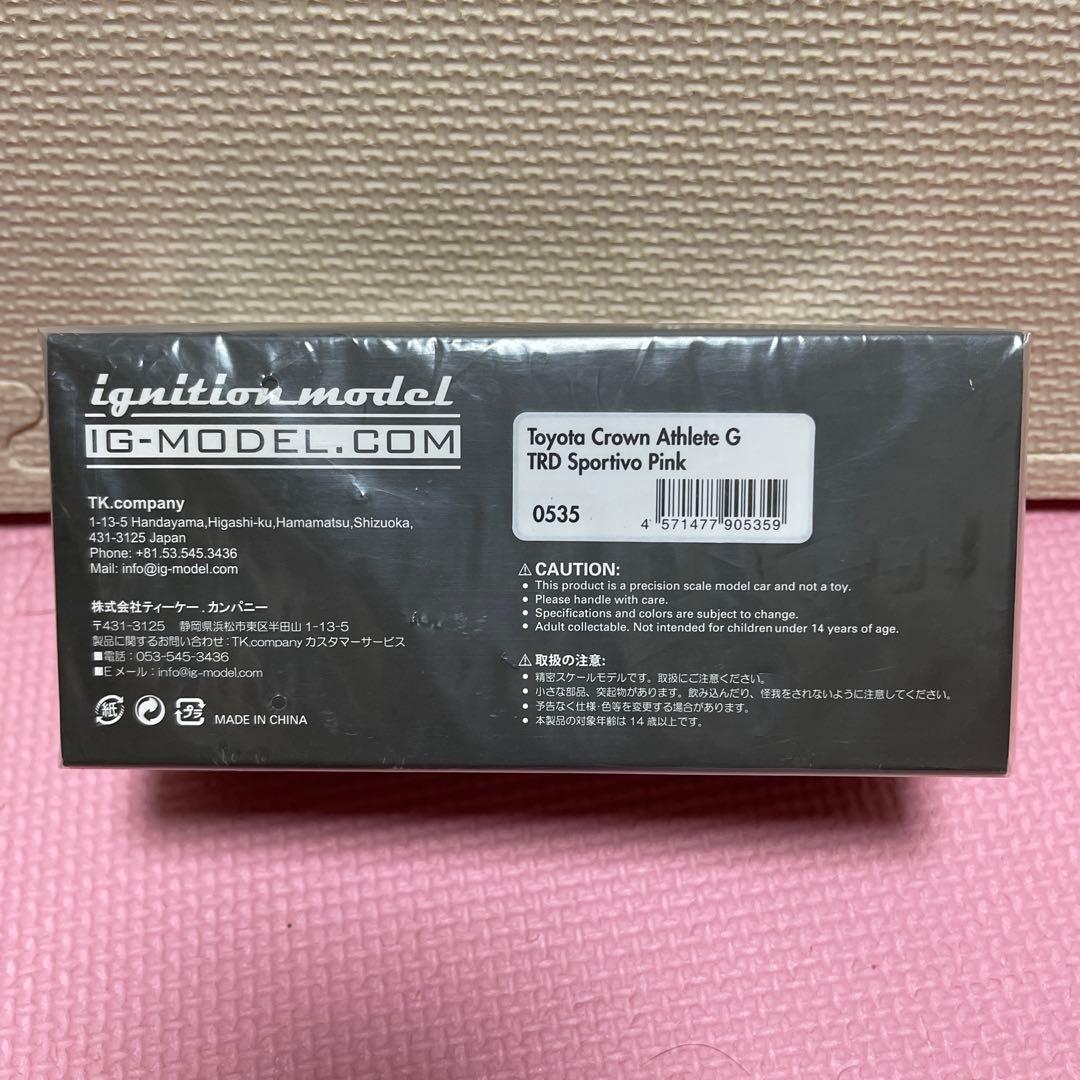 ignition model
IG-MODEL.COM
TK.company
1-13-5 Handayama,Higashi-ku,Hamamatsu,Shizuoka,
431-3125 Japan
Phone: +81.53.545.3436
Mail: info@ig-model.com
株式会社ティーケー.カンパニー
〒431-3125 静岡県浜松市東区半田山 1-13-5
製品に関するお問い合わせ:TK.company カスタマーサービス
■電話:053-545-3436
■Eメール:info@ig-model.com
紙 プラ MADE IN CHINA
Toyota Crown Athlete G
TRD Sportivo Pink
0535
4 571477 905359
⚠ CAUTION:
• This product is a precision scale model car and not a toy.
• Please handle with care.
• Specifications and colors are subject to change.
• Adult collectable. Not intended for children under 14 years of age.
⚠ 取扱の注意:
• 精密スケールモデルです。取扱にご注意ください。
• 小さな部品、突起物があります。飲み込んだり、怪我をされないように注意してください。
• 予告なく仕様・色等を変更する場合があります。
• 本製品の対象年齢は 14 歳以上です。